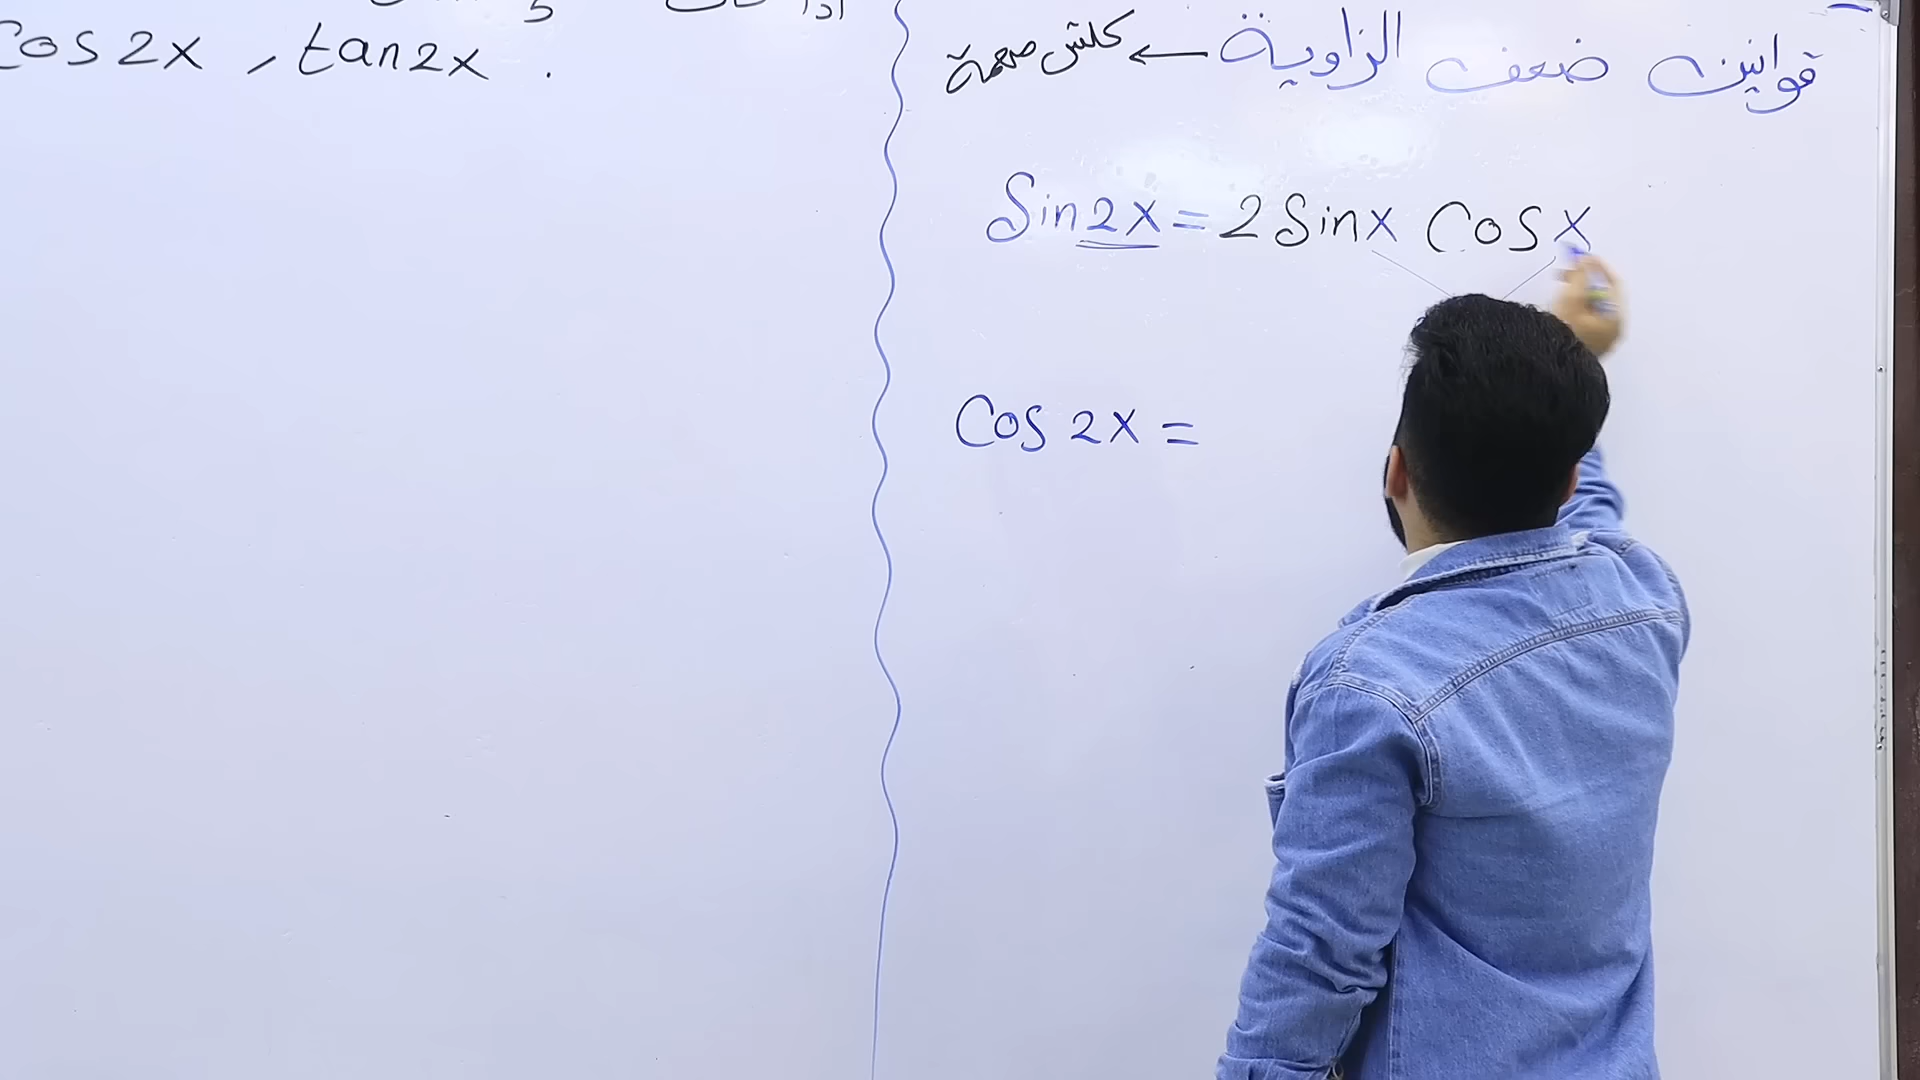 قوانين ضعف الزاوية ← كلش مهمة
Sin2x = 2 Sinx Cosx
Cos 2x =
Cos 2x , tan2x .